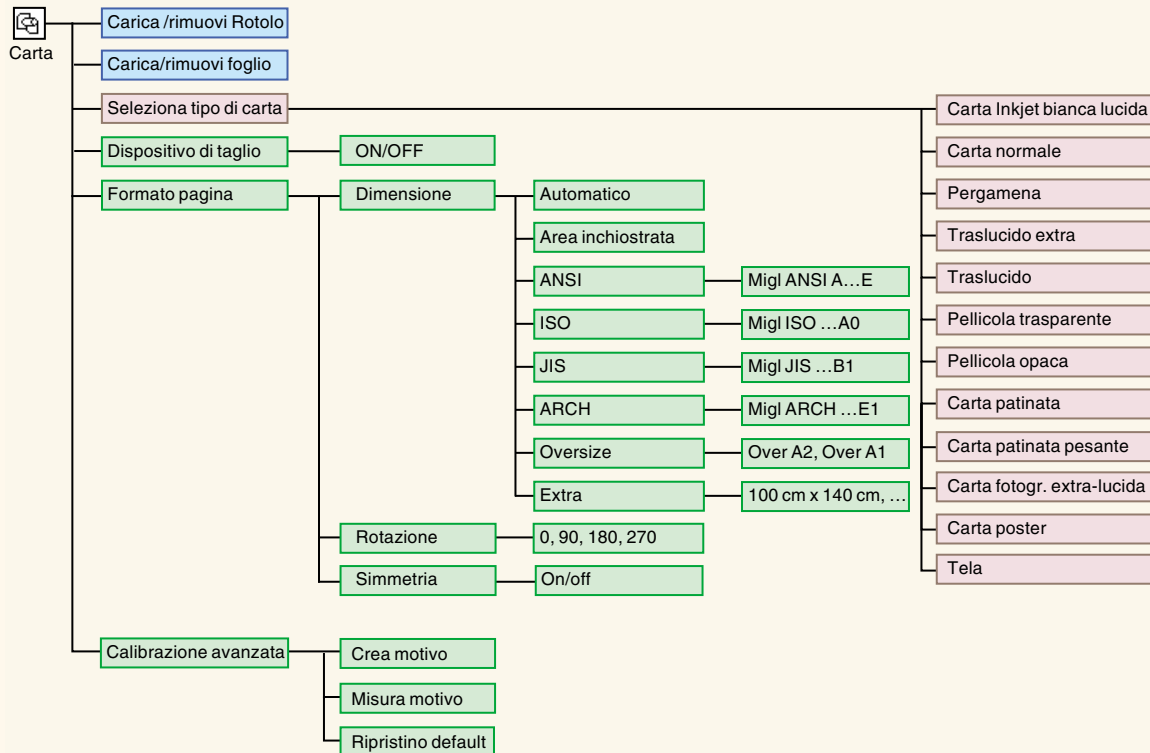 Carta
Carica /rimuovi Rotolo
Carica/rimuovi foglio
Seleziona tipo di carta
Carta Inkjet bianca lucida
Carta normale
Pergamena
Traslucido extra
Traslucido
Pellicola trasparente
Pellicola opaca
Carta patinata
Carta patinata pesante
Carta fotogr. extra-lucida
Carta poster
Tela
Dispositivo di taglio
ON/OFF
Formato pagina
Dimensione
Automatico
Area inchiostrata
ANSI
Migl ANSI A…E
ISO
Migl ISO …A0
JIS
Migl JIS …B1
ARCH
Migl ARCH …E1
Oversize
Over A2, Over A1
Extra
100 cm x 140 cm, …
Rotazione
0, 90, 180, 270
Simmetria
On/off
Calibrazione avanzata
Crea motivo
Misura motivo
Ripristino default